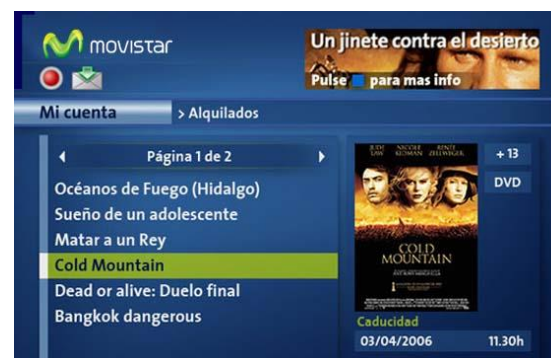 movistar
Un jinete contra el desierto
Pulse para mas info
Mi cuenta > Alquilados
Página 1 de 2
Océanos de Fuego (Hidalgo)
Sueño de un adolescente
Matar a un Rey
Cold Mountain
Dead or alive: Duelo final
Bangkok dangerous
JUDE LAW NICOLE KIDMAN RENÉE ZELLWEGER
COLD MOUNTAIN
+ 13
DVD
Caducidad
03/04/2006 11.30h